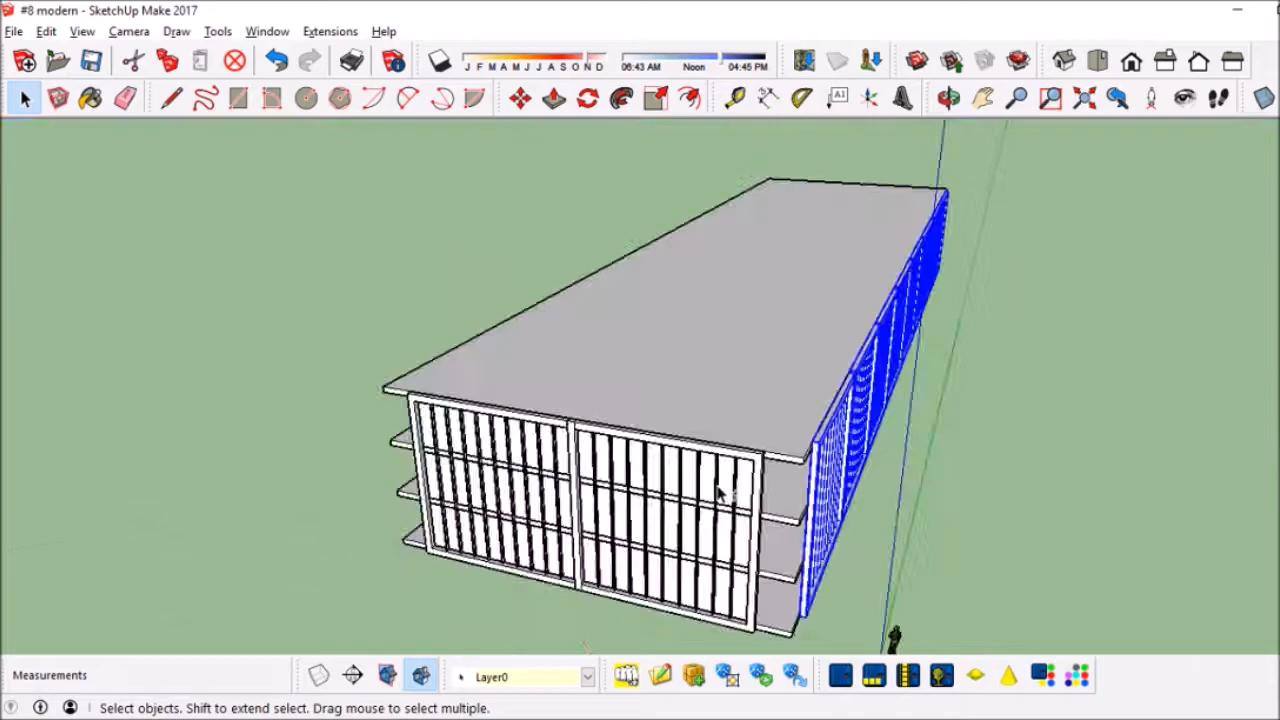 #8 modern - SketchUp Make 2017
File Edit View Camera Draw Tools Window Extensions Help
J F M A M J J A S O N D 06:43 AM Noon 04:45 PM
A1
Measurements Layer0
Select objects. Shift to extend select. Drag mouse to select multiple.